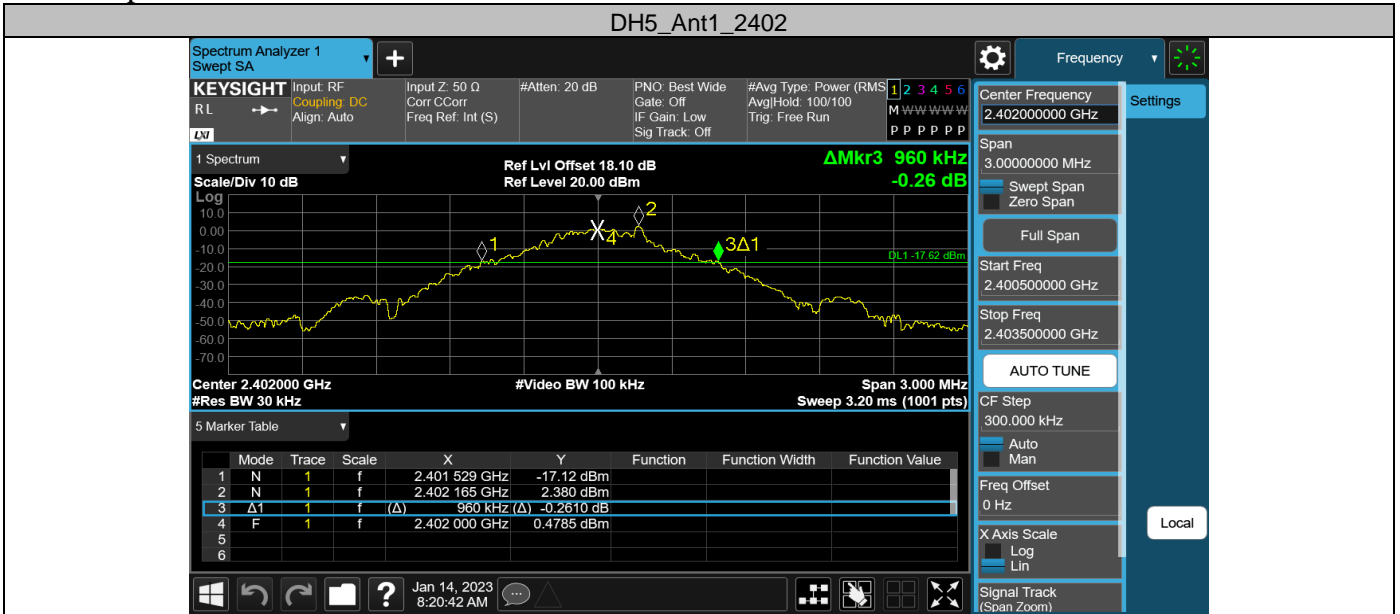 DH5_Ant1_2402
Spectrum Analyzer 1
Swept SA
Frequency
KEYSIGHT
RL
LXI
Input: RF
Coupling: DC
Align: Auto
Input Z: 50 Ω
Corr CCorr
Freq Ref: Int (S)
#Atten: 20 dB
PNO: Best Wide
Gate: Off
IF Gain: Low
Sig Track: Off
#Avg Type: Power (RMS
Avg|Hold: 100/100
Trig: Free Run
1 2 3 4 5 6
M W W W W W
P P P P P P
1 Spectrum
Scale/Div 10 dB
Ref Lvl Offset 18.10 dB
Ref Level 20.00 dBm
ΔMkr3 960 kHz
-0.26 dB
Log
10.0
0.00
-10.0
-20.0
-30.0
-40.0
-50.0
-60.0
-70.0
1
2
4
3Δ1
DL1 -17.62 dBm
Center 2.402000 GHz
#Video BW 100 kHz
Span 3.000 MHz
#Res BW 30 kHz
Sweep 3.20 ms (1001 pts)
5 Marker Table
Mode Trace Scale X Y Function Function Width Function Value
1 N 1 f 2.401 529 GHz -17.12 dBm
2 N 1 f 2.402 165 GHz 2.380 dBm
3 Δ1 1 f (Δ) 960 kHz (Δ) -0.2610 dB
4 F 1 f 2.402 000 GHz 0.4785 dBm
5
6
?
Jan 14, 2023
8:20:42 AM
Center Frequency
2.402000000 GHz
Settings
Span
3.00000000 MHz
Swept Span
Zero Span
Full Span
Start Freq
2.400500000 GHz
Stop Freq
2.403500000 GHz
AUTO TUNE
CF Step
300.000 kHz
Auto
Man
Freq Offset
0 Hz
Local
X Axis Scale
Log
Lin
Signal Track
(Span Zoom)